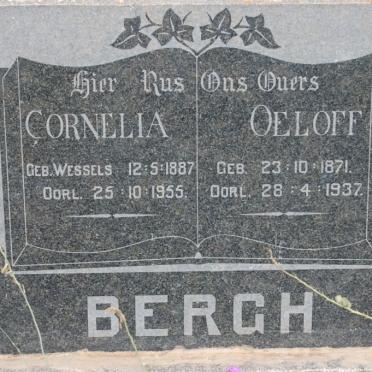 Hier Rus Ons Ouers
CORNELIA
GEB. WESSELS 12:5:1887
OORL. 25:10:1955.
OELOFF
GEB. 23:10:1871.
OORL. 28:4:1937.
BERGH